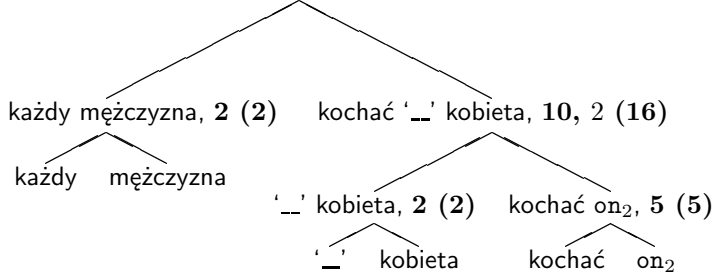 każdy mężczyzna, 2 (2) kochać ‘__’ kobieta, 10, 2 (16)
każdy mężczyzna
‘__’ kobieta, 2 (2) kochać on₂, 5 (5)
‘__’ kobieta kochać on₂